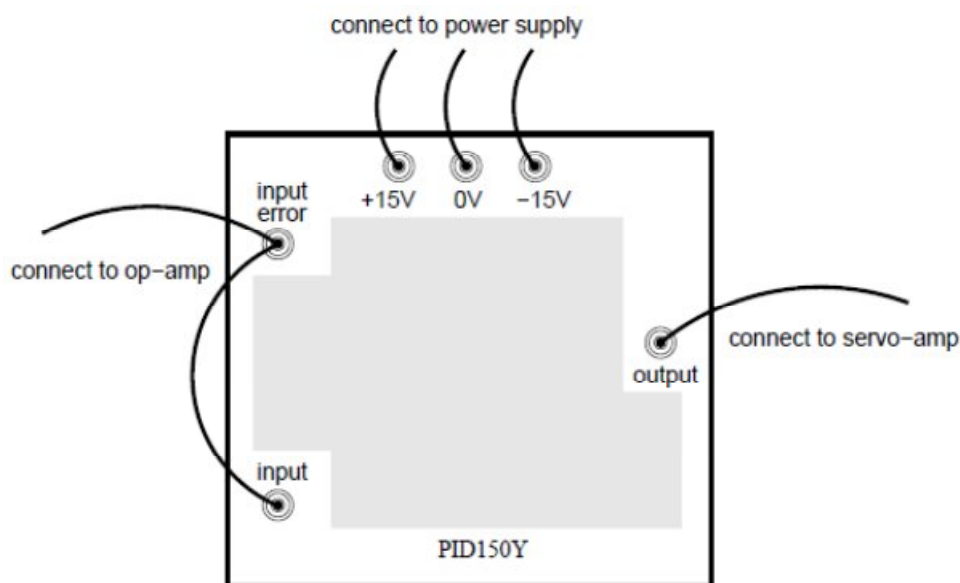 connect to power supply
input
error
+15V 0V −15V
connect to op−amp
connect to servo−amp
output
input
PID150Y